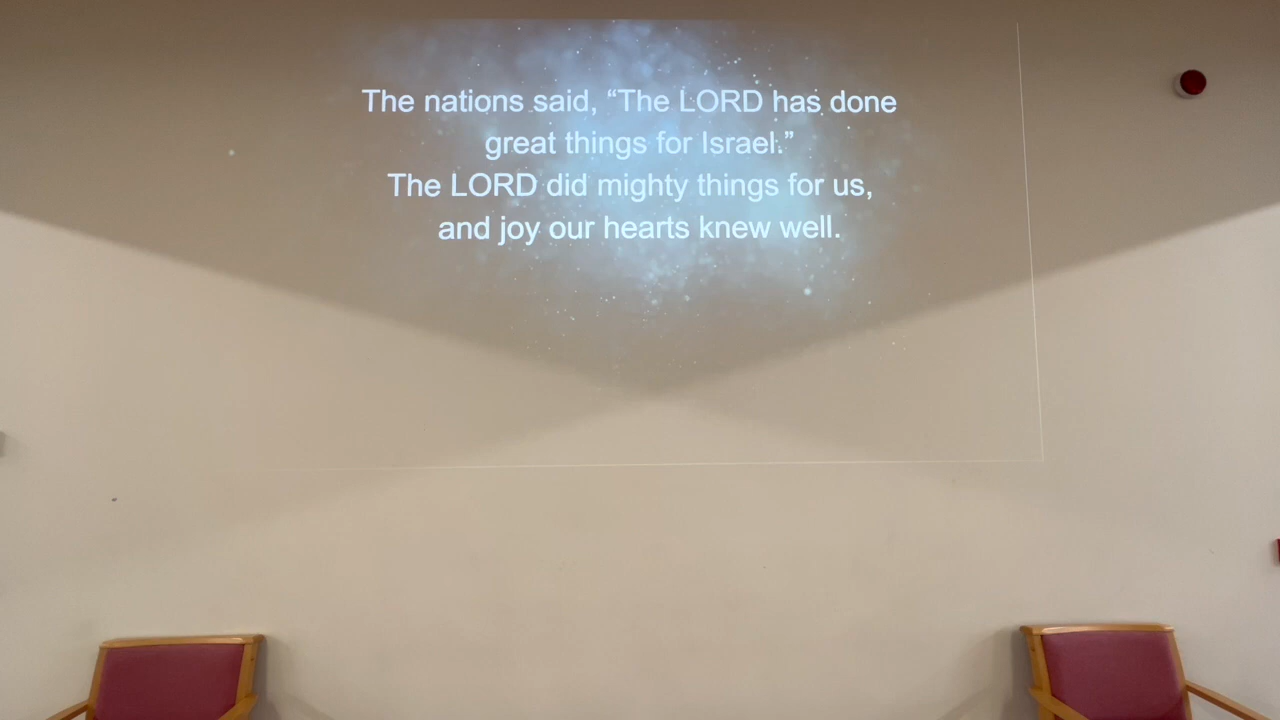 The nations said, “The LORD has done
great things for Israel.”
The LORD did mighty things for us,
and joy our hearts knew well.